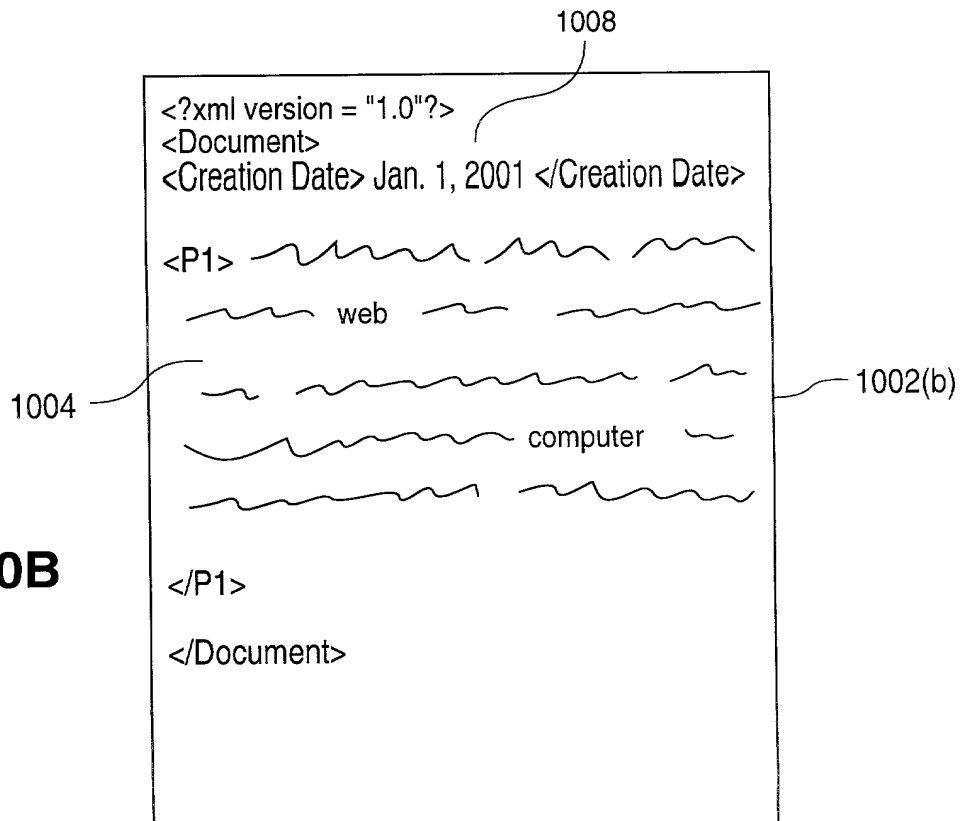 1008
<?xml version = "1.0"?>
<Document>
<Creation Date> Jan. 1, 2001 </Creation Date>
<P1>
web
1004
1002(b)
computer
0B
</P1>
</Document>